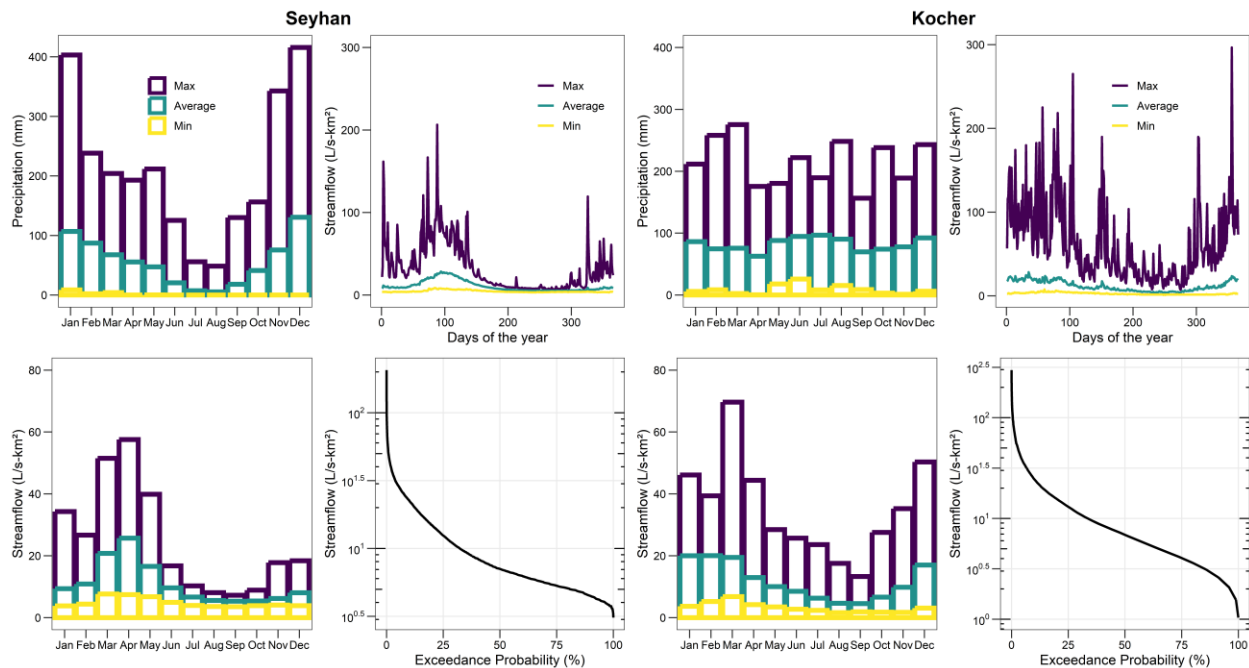 Seyhan
Kocher
Precipitation (mm)
400
300
200
100
0
Max
Average
Min
Jan Feb Mar Apr May Jun Jul Aug Sep Oct Nov Dec
Streamflow (L/s-km²)
300
200
100
0
Max
Average
Min
0 100 200 300
Days of the year
Precipitation (mm)
400
300
200
100
0
Jan Feb Mar Apr May Jun Jul Aug Sep Oct Nov Dec
Streamflow (L/s-km²)
300
200
100
0
Max
Average
Min
0 100 200 300
Days of the year
Streamflow (L/s-km²)
80
60
40
20
0
Jan Feb Mar Apr May Jun Jul Aug Sep Oct Nov Dec
Streamflow (L/s-km²)
10²
10^1.5
10¹
10^0.5
0 25 50 75 100
Exceedance Probability (%)
Streamflow (L/s-km²)
80
60
40
20
0
Jan Feb Mar Apr May Jun Jul Aug Sep Oct Nov Dec
Streamflow (L/s-km²)
10^2.5
10²
10^1.5
10¹
10^0.5
10⁰
0 25 50 75 100
Exceedance Probability (%)